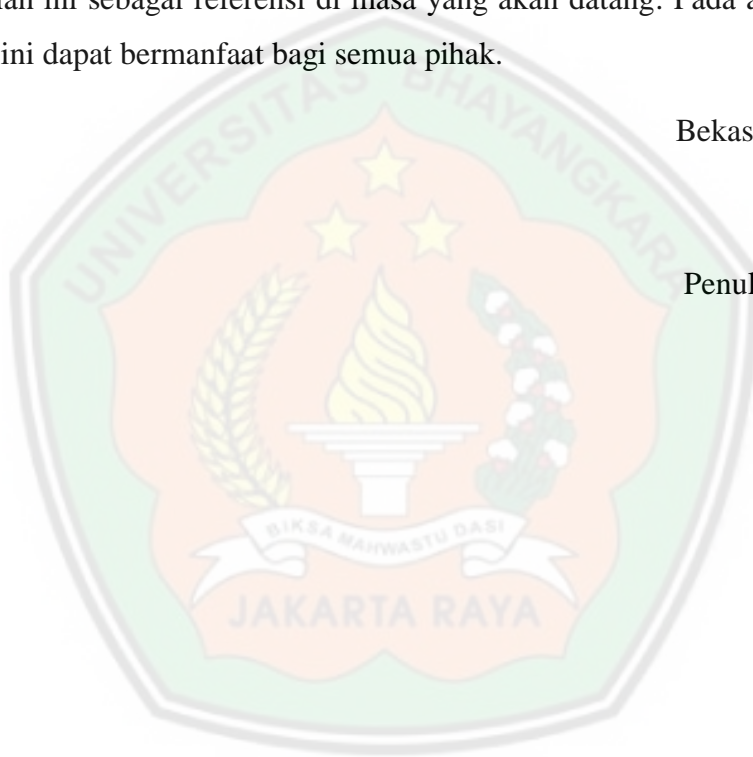 ini sebagai referensi di masa yang akan datang. Pada
ini dapat bermanfaat bagi semua pihak.
Bekas
Penul
UNIVERSITAS BHAYANGKARA
BIKSA MAHWASTU DASI
JAKARTA RAYA